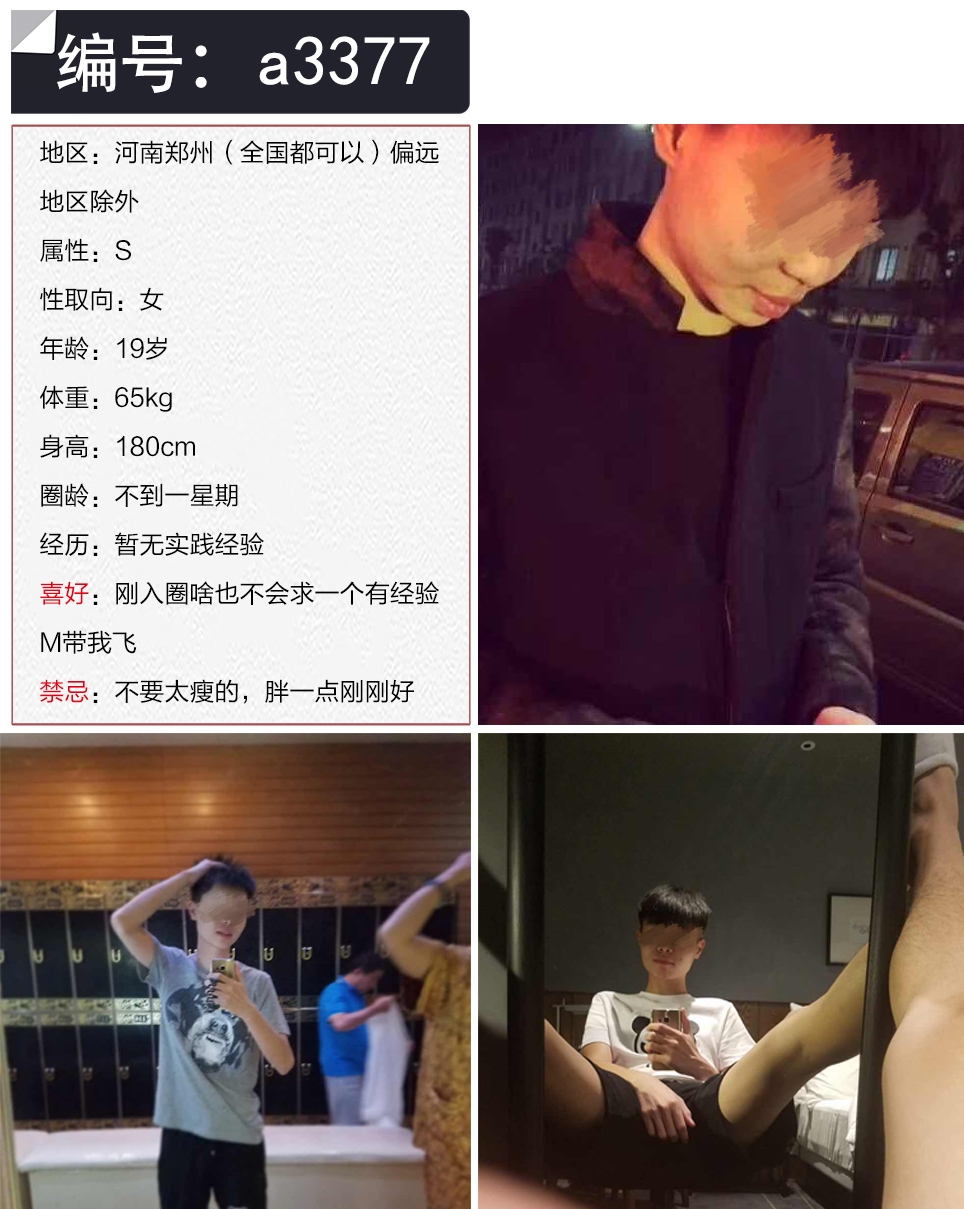 编号： a3377
地区：河南郑州（全国都可以）偏远
地区除外
属性：S
性取向：女
年龄：19岁
体重：65kg
身高：180cm
圈龄：不到一星期
经历：暂无实践经验
喜好：刚入圈啥也不会求一个有经验
M带我飞
禁忌：不要太瘦的，胖一点刚刚好